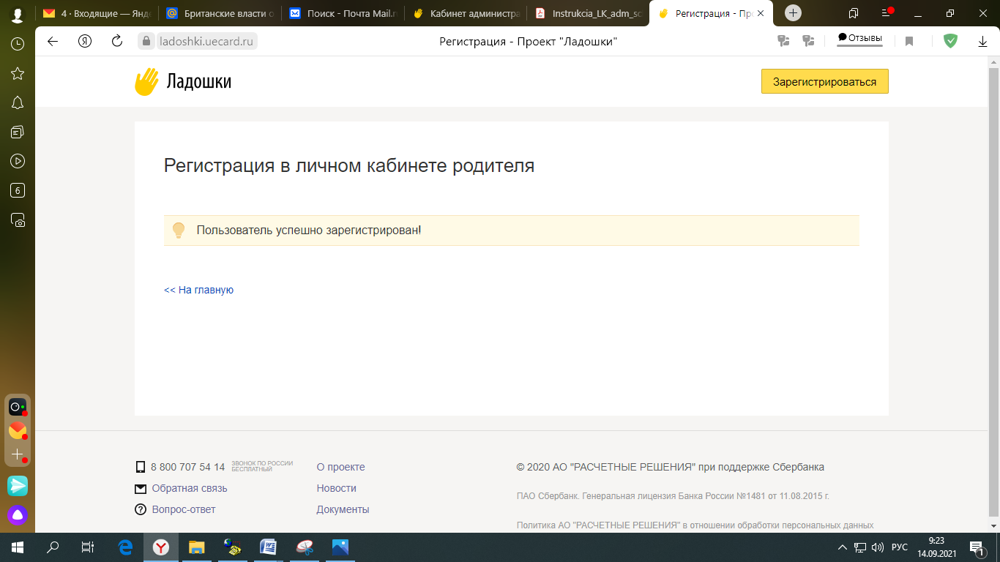 4 · Входящие — Янде
Британские власти о
Поиск - Почта Mail.r
Кабинет администра
Instrukcia_LK_adm_sc
Регистрация - Про
ladoshki.uecard.ru
Регистрация - Проект "Ладошки"
Отзывы
Ладошки
Зарегистрироваться
Регистрация в личном кабинете родителя
Пользователь успешно зарегистрирован!
<< На главную
6
8 800 707 54 14
ЗВОНОК ПО РОССИИ
БЕСПЛАТНЫЙ
О проекте
© 2020 АО "РАСЧЕТНЫЕ РЕШЕНИЯ" при поддержке Сбербанка
Обратная связь
Новости
ПАО Сбербанк. Генеральная лицензия Банка России №1481 от 11.08.2015 г.
Вопрос-ответ
Документы
Политика АО "РАСЧЕТНЫЕ РЕШЕНИЯ" в отношении обработки персональных данных
РУС
9:23
14.09.2021
1